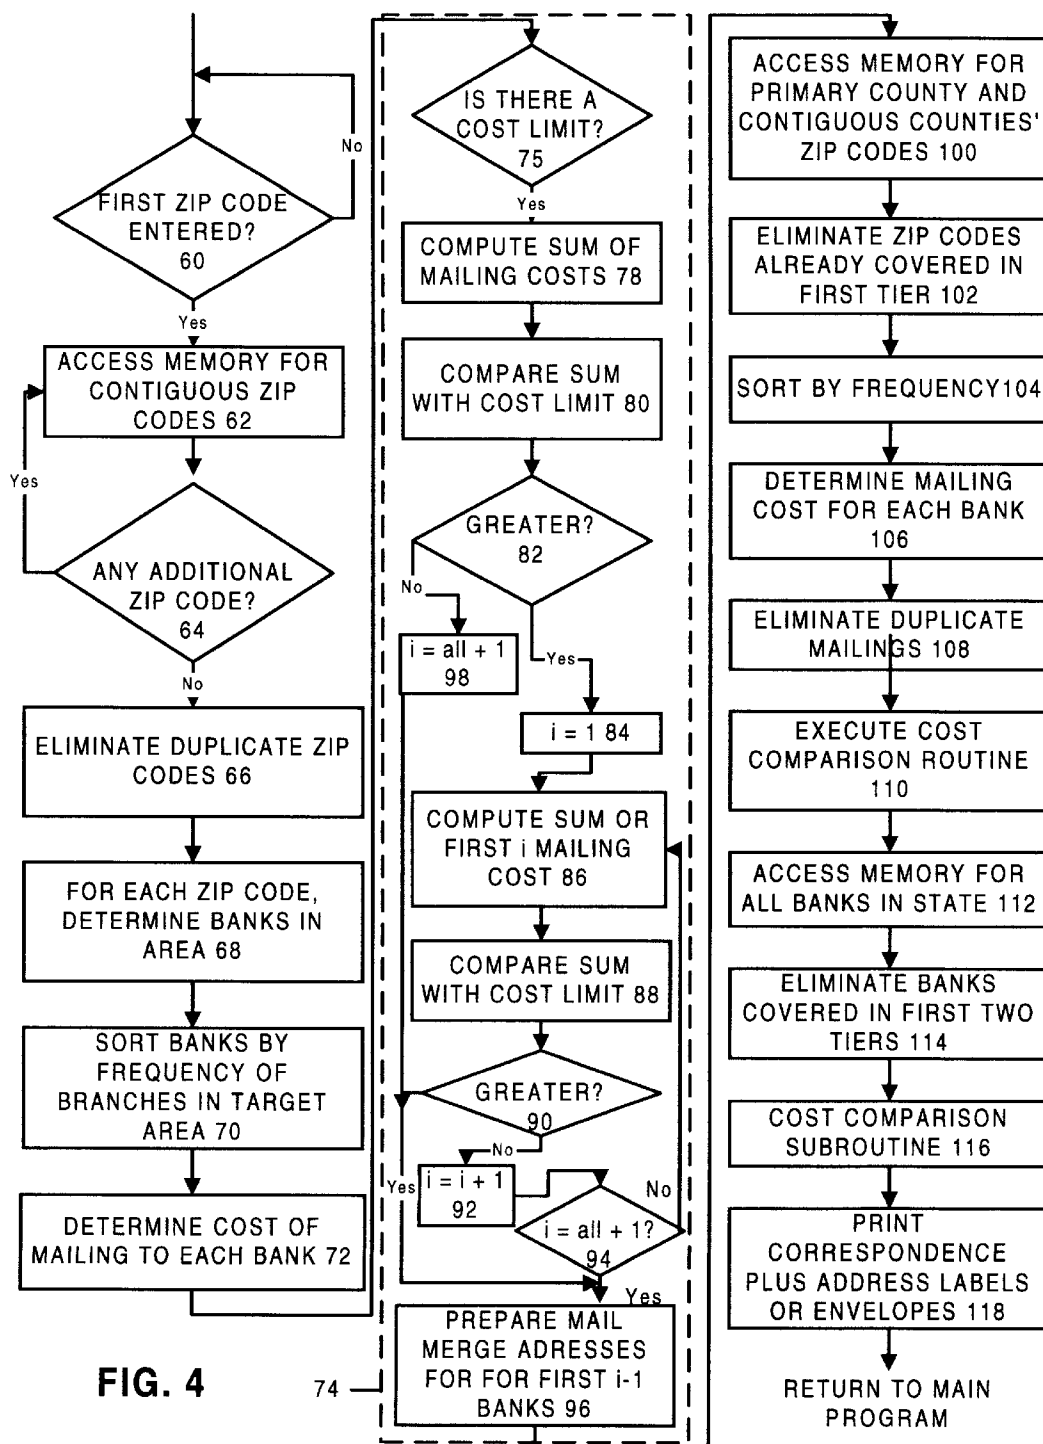 No
FIRST ZIP CODE
ENTERED?
60
Yes
ACCESS MEMORY FOR
CONTIGUOUS ZIP
CODES 62
Yes
ANY ADDITIONAL
ZIP CODE?
64
No
ELIMINATE DUPLICATE ZIP
CODES 66
FOR EACH ZIP CODE,
DETERMINE BANKS IN
AREA 68
SORT BANKS BY
FREQUENCY OF
BRANCHES IN TARGET
AREA 70
DETERMINE COST OF
MAILING TO EACH BANK 72
FIG. 4
74
IS THERE A
COST LIMIT?
75
Yes
COMPUTE SUM OF
MAILING COSTS 78
COMPARE SUM
WITH COST LIMIT 80
GREATER?
82
No
i = all + 1
98
Yes
i = 1 84
COMPUTE SUM OR
FIRST i MAILING
COST 86
COMPARE SUM
WITH COST LIMIT 88
GREATER?
90
No
Yes
i = i + 1
92
No
i = all + 1?
94
Yes
PREPARE MAIL
MERGE ADRESSES
FOR FOR FIRST i-1
BANKS 96
ACCESS MEMORY FOR
PRIMARY COUNTY AND
CONTIGUOUS COUNTIES'
ZIP CODES 100
ELIMINATE ZIP CODES
ALREADY COVERED IN
FIRST TIER 102
SORT BY FREQUENCY104
DETERMINE MAILING
COST FOR EACH BANK
106
ELIMINATE DUPLICATE
MAILINGS 108
EXECUTE COST
COMPARISON ROUTINE
110
ACCESS MEMORY FOR
ALL BANKS IN STATE 112
ELIMINATE BANKS
COVERED IN FIRST TWO
TIERS 114
COST COMPARISON
SUBROUTINE 116
PRINT
CORRESPONDENCE
PLUS ADDRESS LABELS
OR ENVELOPES 118
RETURN TO MAIN
PROGRAM